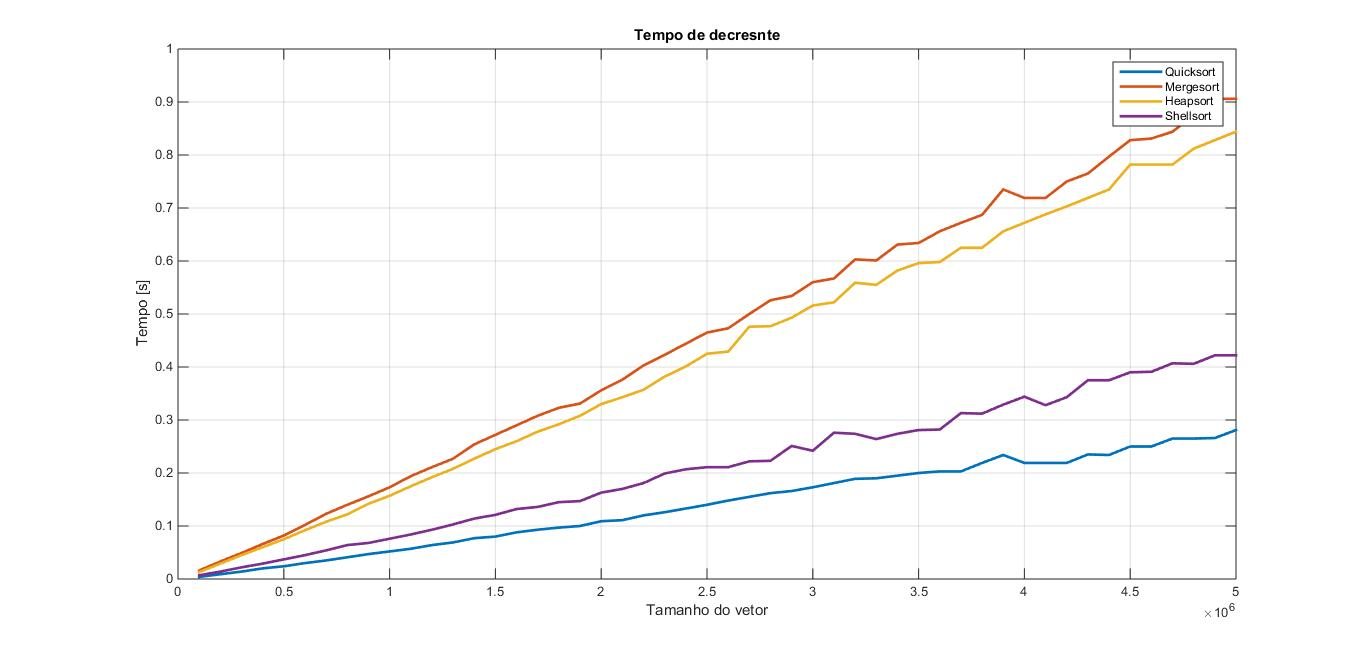 Tempo de decresnte
1
0.9
0.8
0.7
0.6
0.5
0.4
0.3
0.2
0.1
0
Tempo [s]
Quicksort
Mergesort
Heapsort
Shellsort
0 0.5 1 1.5 2 2.5 3 3.5 4 4.5 5
Tamanho do vetor
×10⁶